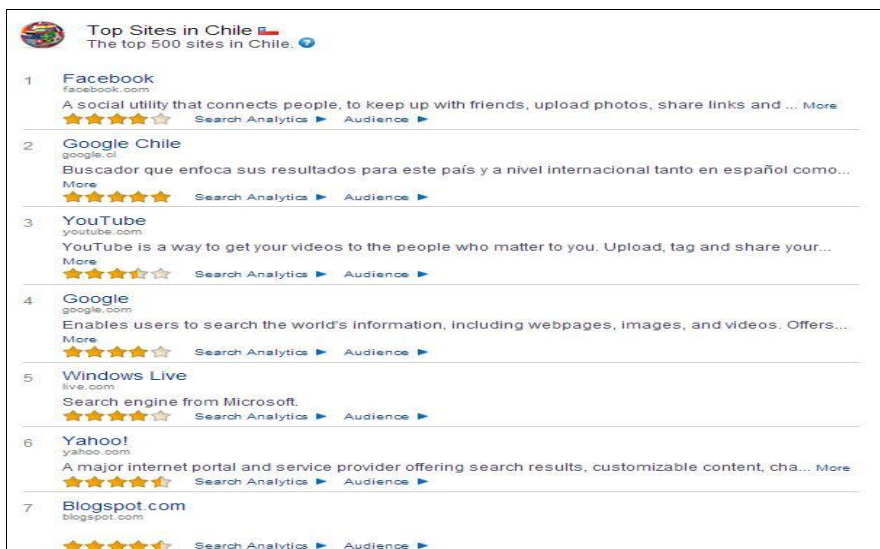 Top Sites in Chile
The top 500 sites in Chile. ?
1 Facebook
facebook.com
A social utility that connects people, to keep up with friends, upload photos, share links and ... More
Search Analytics ► Audience ►
2 Google Chile
google.cl
Buscador que enfoca sus resultados para este país y a nivel internacional tanto en español como...
More
Search Analytics ► Audience ►
3 YouTube
youtube.com
YouTube is a way to get your videos to the people who matter to you. Upload, tag and share your...
More
Search Analytics ► Audience ►
4 Google
google.com
Enables users to search the world's information, including webpages, images, and videos. Offers...
More
Search Analytics ► Audience ►
5 Windows Live
live.com
Search engine from Microsoft.
Search Analytics ► Audience ►
6 Yahoo!
yahoo.com
A major internet portal and service provider offering search results, customizable content, cha... More
Search Analytics ► Audience ►
7 Blogspot.com
blogspot.com
Search Analytics ► Audience ►